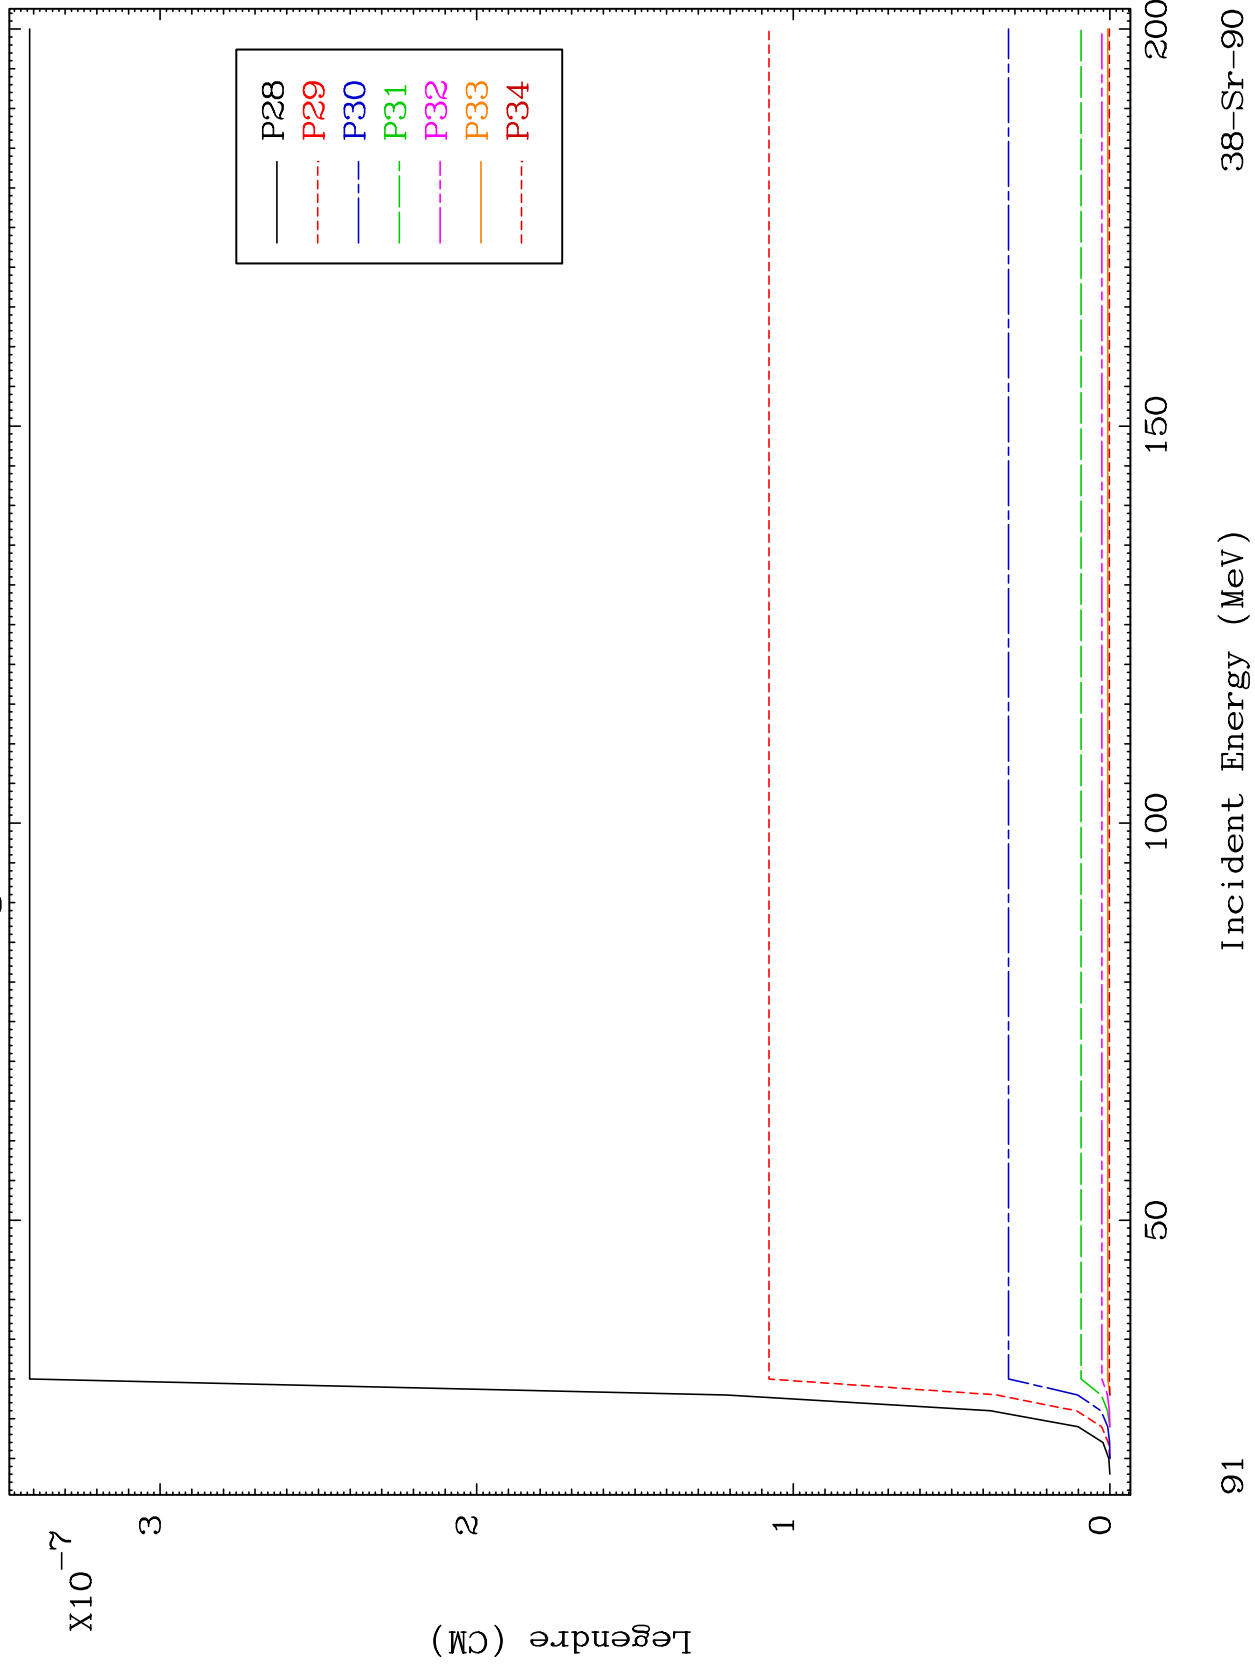 X10-7
3
2
1
0
Legendre (CM)
P28
P29
P30
P31
P32
P33
P34
50
100
150
200
Incident Energy (MeV)
91
38-Sr-90